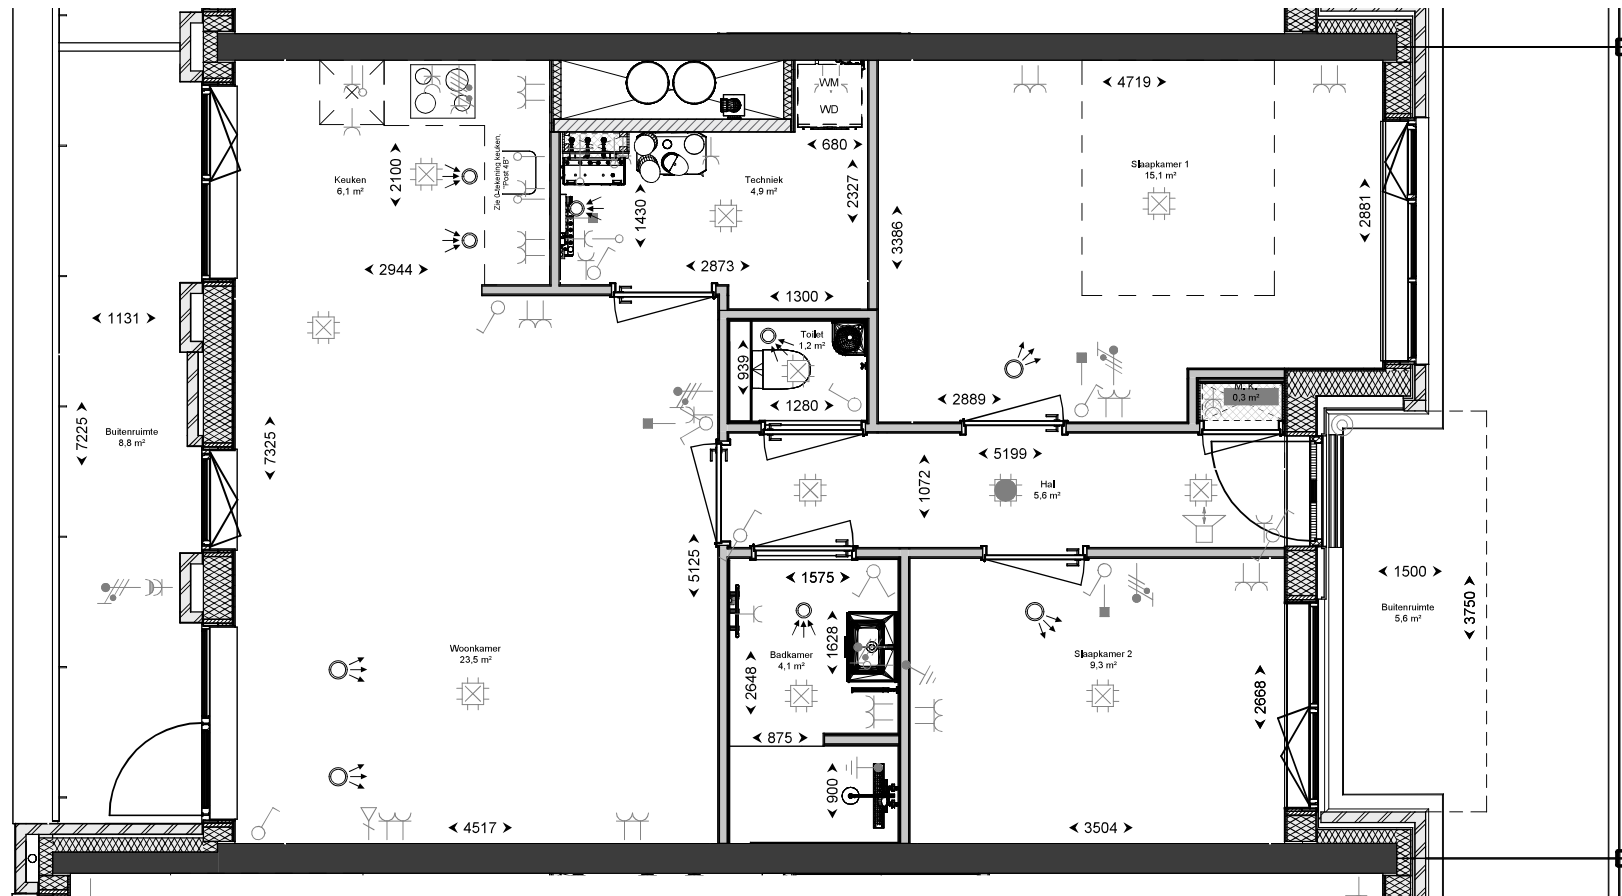 WM
WD
4719
680
Keuken
6,1 m²
2100
Zie 0-tekening keuken,
"Post 4B"
Techniek
4,9 m²
2327
Slaapkamer 1
15,1 m²
2881
1430
3386
2944
2873
1300
1131
Toilet
1,2 m²
939
1280
2889
M. K.
0,3 m²
7225
Buitenruimte
8,8 m²
7325
5199
1072
Hal
5,6 m²
5125
1575
1500
Buitenruimte
5,6 m²
3750
Woonkamer
23,5 m²
1628
Badkamer
4,1 m²
2648
Slaapkamer 2
9,3 m²
2668
875
900
4517
3504